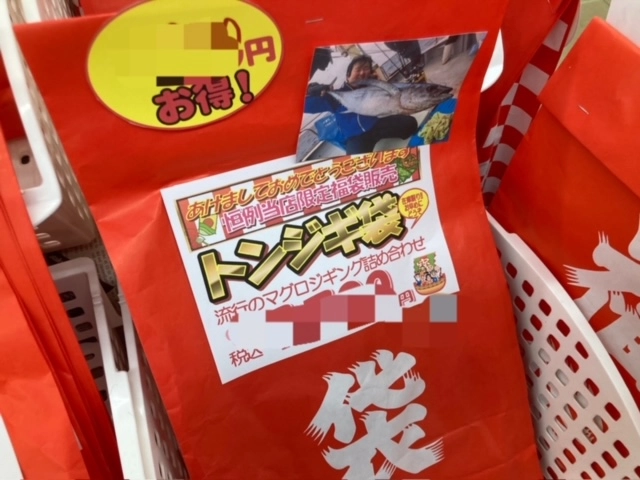 円
お得!
あけましておめでとうございます
恒例当店限定福袋販売
トンジギ袋
流行のマグロジギング詰め合わせ
円
税込
袋